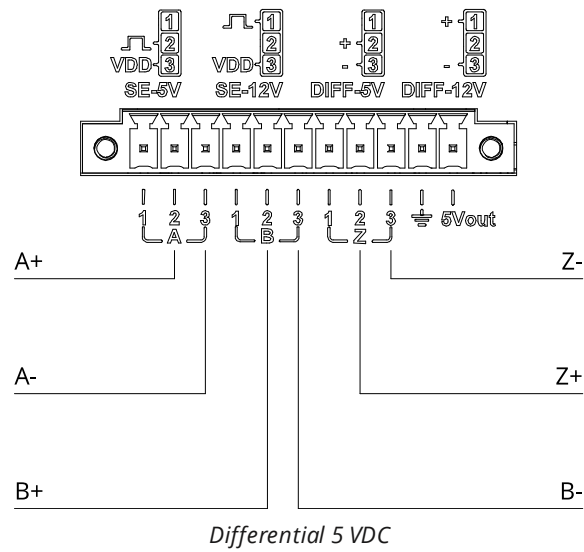 1 1 1 + 1
2 2 + 2 2
VDD 3 VDD 3 - 3 - 3
SE-5V SE-12V DIFF-5V DIFF-12V
1 2 3 1 2 3 1 2 3 5Vout
A B Z
A+ Z-
A- Z+
B+ B-
Differential 5 VDC